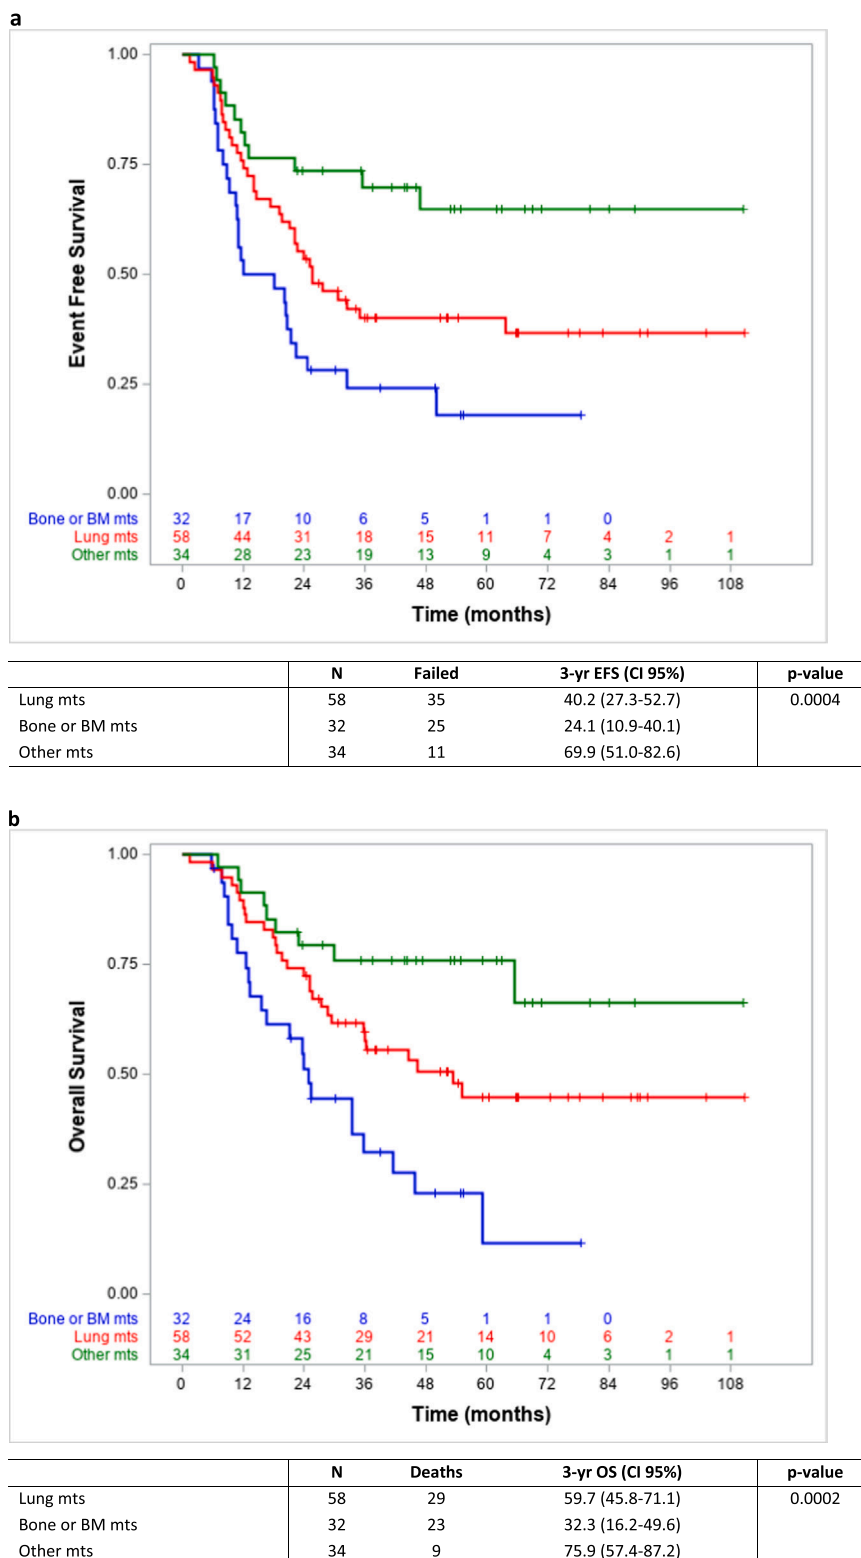 a
1.00
0.75
0.50
0.25
0.00
Event Free Survival
Bone or BM mts 32 17 10 6 5 1 1 0
Lung mts 58 44 31 18 15 11 7 4 2 1
Other mts 34 28 23 19 13 9 4 3 1 1
0 12 24 36 48 60 72 84 96 108
Time (months)
N Failed 3-yr EFS (CI 95%) p-value
Lung mts 58 35 40.2 (27.3-52.7) 0.0004
Bone or BM mts 32 25 24.1 (10.9-40.1)
Other mts 34 11 69.9 (51.0-82.6)
b
1.00
0.75
0.50
0.25
0.00
Overall Survival
Bone or BM mts 32 24 16 8 5 1 1 0
Lung mts 58 52 43 29 21 14 10 6 2 1
Other mts 34 31 25 21 15 10 4 3 1 1
0 12 24 36 48 60 72 84 96 108
Time (months)
N Deaths 3-yr OS (CI 95%) p-value
Lung mts 58 29 59.7 (45.8-71.1) 0.0002
Bone or BM mts 32 23 32.3 (16.2-49.6)
Other mts 34 9 75.9 (57.4-87.2)